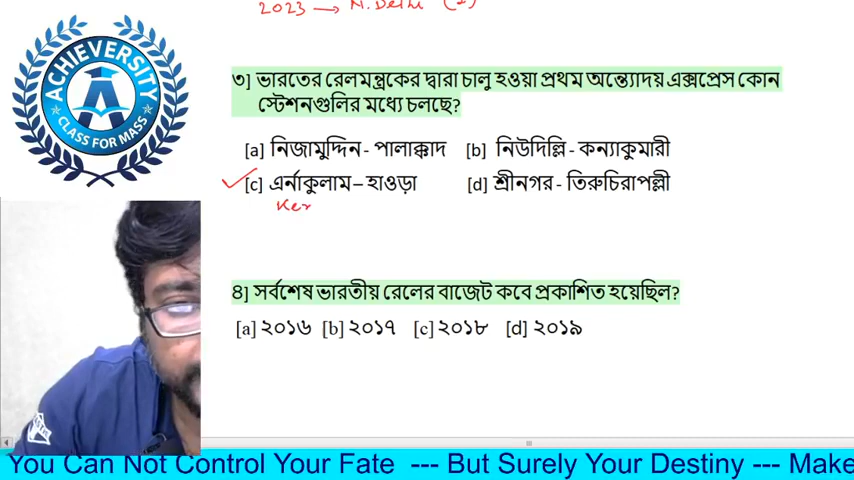 2023 → N. Delhi (I)
ACHIEVERSITY
CLASS FOR MASS
৩] ভারতের রেলমন্ত্রকের দ্বারা চালু হওয়া প্রথম অন্ত্যোদয় এক্সপ্রেস কোন
স্টেশনগুলির মধ্যে চলছে?
[a] নিজামুদ্দিন - পালাক্কাদ [b] নিউদিল্লি - কন্যাকুমারী
[c] এর্নাকুলাম – হাওড়া [d] শ্রীনগর - তিরুচিরাপল্লী
Ker
৪] সর্বশেষ ভারতীয় রেলের বাজেট কবে প্রকাশিত হয়েছিল?
[a] ২০১৬ [b] ২০১৭ [c] ২০১৮ [d] ২০১৯
You Can Not Control Your Fate --- But Surely Your Destiny --- Make